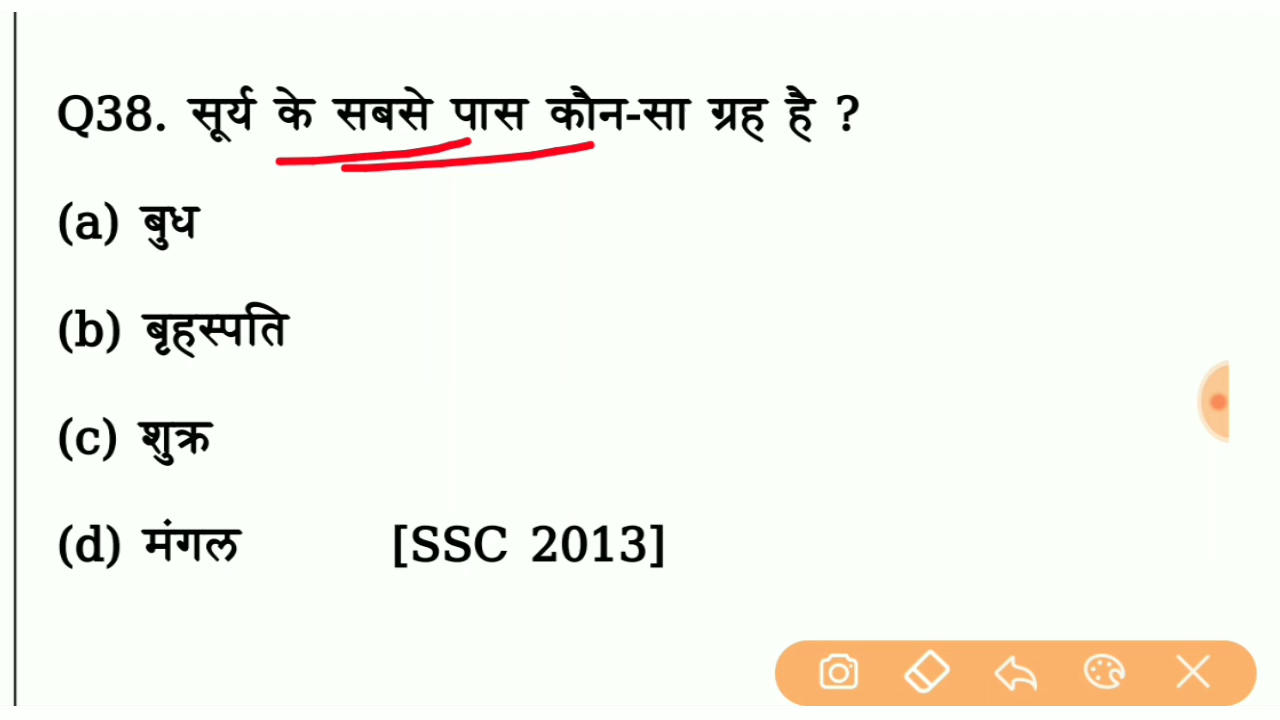 Q38. सूर्य के सबसे पास कौन-सा ग्रह है ?
(a) बुध
(b) बृहस्पति
(c) शुक्र
(d) मंगल [SSC 2013]